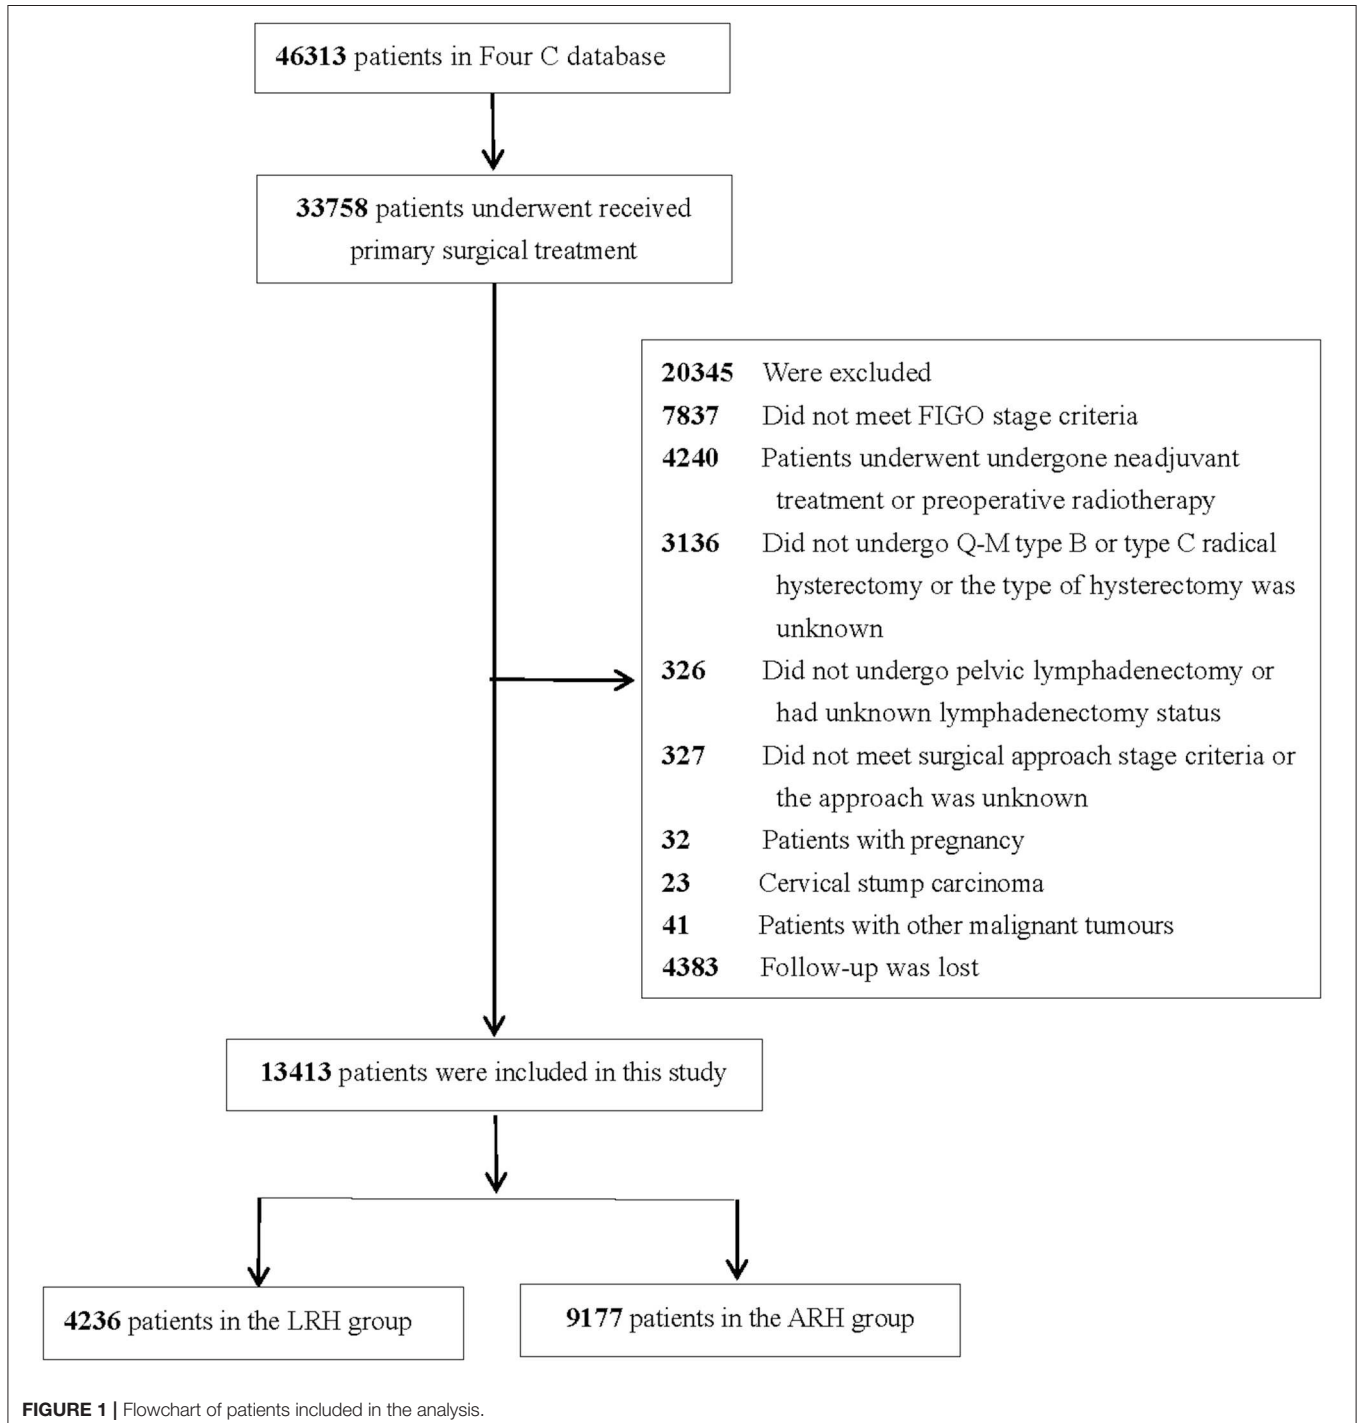 46313 patients in Four C database
33758 patients underwent received
primary surgical treatment
20345 Were excluded
7837 Did not meet FIGO stage criteria
4240 Patients underwent undergone neadjuvant
treatment or preoperative radiotherapy
3136 Did not undergo Q-M type B or type C radical
hysterectomy or the type of hysterectomy was
unknown
326 Did not undergo pelvic lymphadenectomy or
had unknown lymphadenectomy status
327 Did not meet surgical approach stage criteria or
the approach was unknown
32 Patients with pregnancy
23 Cervical stump carcinoma
41 Patients with other malignant tumours
4383 Follow-up was lost
13413 patients were included in this study
4236 patients in the LRH group
9177 patients in the ARH group
FIGURE 1 | Flowchart of patients included in the analysis.